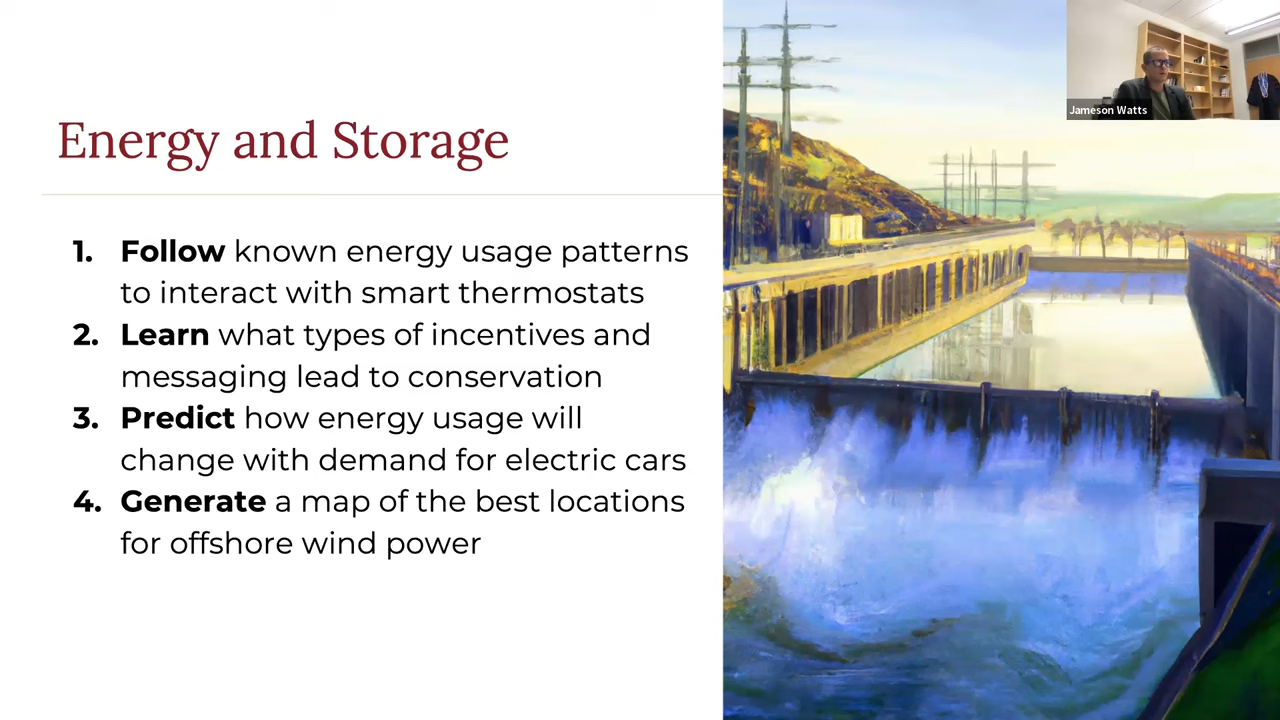 Energy and Storage
1. Follow known energy usage patterns
to interact with smart thermostats
2. Learn what types of incentives and
messaging lead to conservation
3. Predict how energy usage will
change with demand for electric cars
4. Generate a map of the best locations
for offshore wind power
Jameson Watts